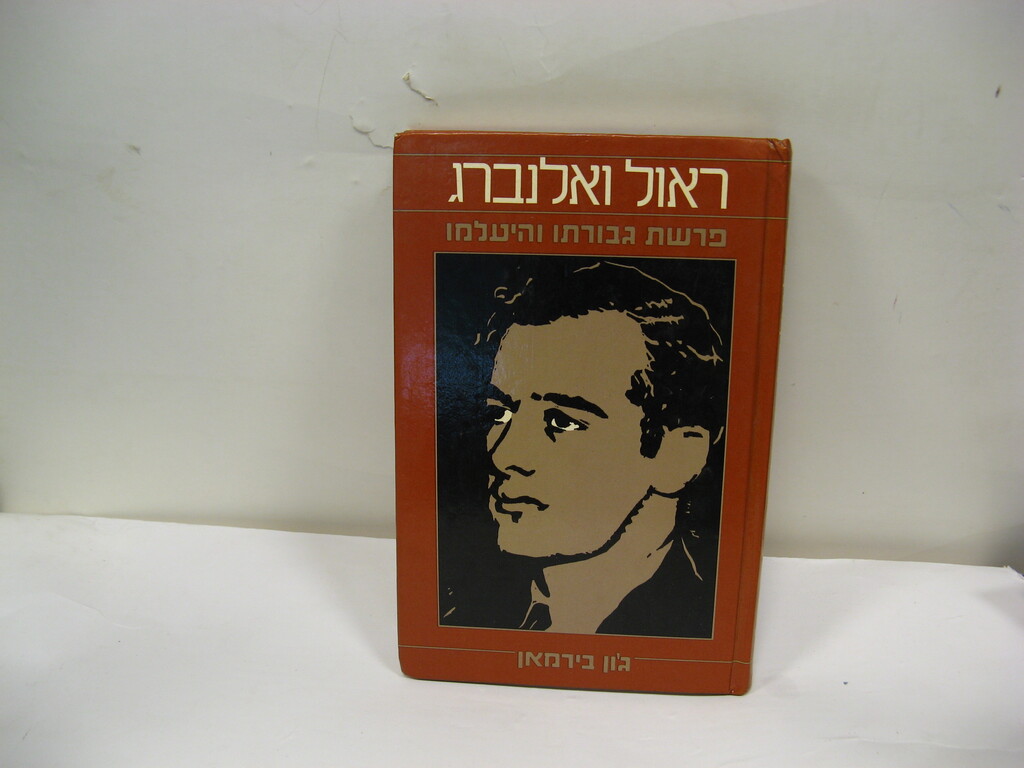 ראול ואלנברג
פרשת גבורתו והיעלמו
ג'ון בירמאן